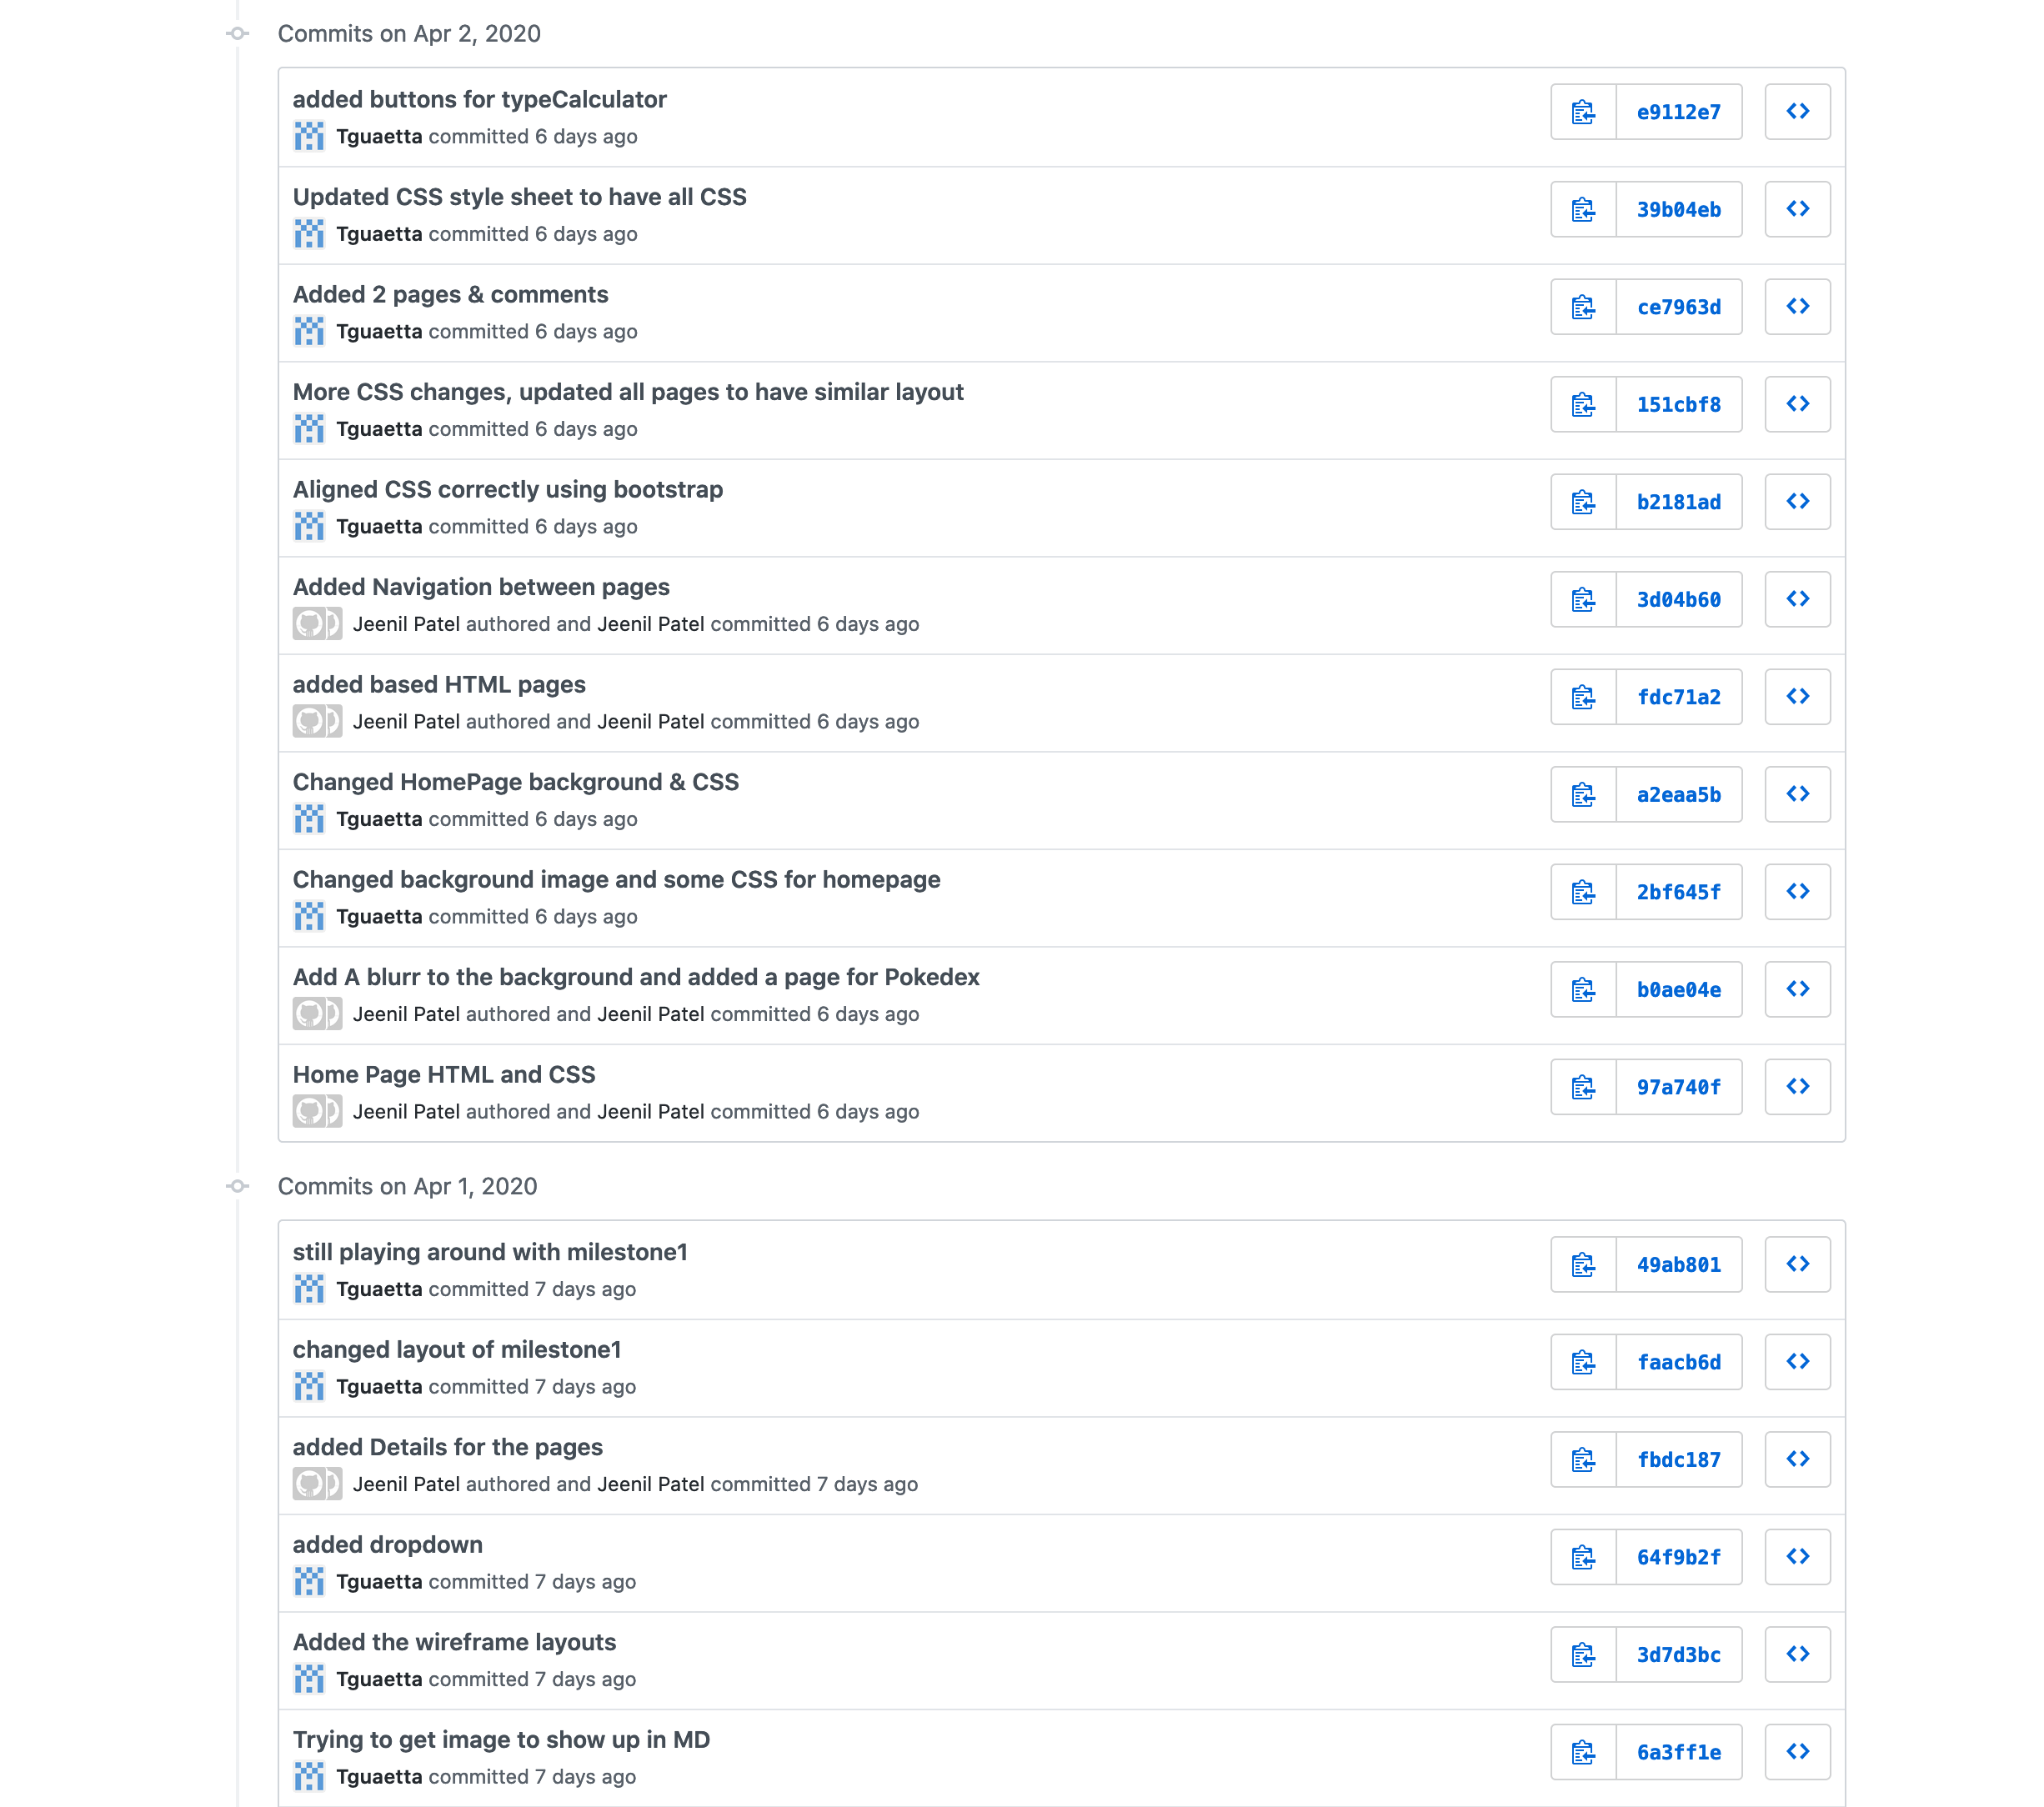 Commits on Apr 2, 2020
added buttons for typeCalculator
e9112e7
Tguaetta committed 6 days ago
Updated CSS style sheet to have all CSS
39b04eb
Tguaetta committed 6 days ago
Added 2 pages & comments
ce7963d
Tguaetta committed 6 days ago
More CSS changes, updated all pages to have similar layout
151cbf8
Tguaetta committed 6 days ago
Aligned CSS correctly using bootstrap
b2181ad
Tguaetta committed 6 days ago
Added Navigation between pages
3d04b60
Jeenil Patel authored and Jeenil Patel committed 6 days ago
added based HTML pages
fdc71a2
Jeenil Patel authored and Jeenil Patel committed 6 days ago
Changed HomePage background & CSS
a2eaa5b
Tguaetta committed 6 days ago
Changed background image and some CSS for homepage
2bf645f
Tguaetta committed 6 days ago
Add A blurr to the background and added a page for Pokedex
b0ae04e
Jeenil Patel authored and Jeenil Patel committed 6 days ago
Home Page HTML and CSS
97a740f
Jeenil Patel authored and Jeenil Patel committed 6 days ago
Commits on Apr 1, 2020
still playing around with milestone1
49ab801
Tguaetta committed 7 days ago
changed layout of milestone1
faacb6d
Tguaetta committed 7 days ago
added Details for the pages
fbdc187
Jeenil Patel authored and Jeenil Patel committed 7 days ago
added dropdown
64f9b2f
Tguaetta committed 7 days ago
Added the wireframe layouts
3d7d3bc
Tguaetta committed 7 days ago
Trying to get image to show up in MD
6a3ff1e
Tguaetta committed 7 days ago